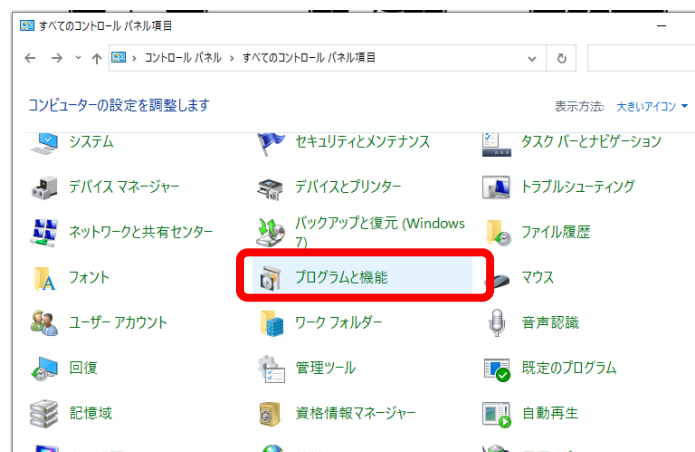 すべてのコントロール パネル項目
コントロール パネル › すべてのコントロール パネル項目
コンピューターの設定を調整します
表示方法: 大きいアイコン
システム
セキュリティとメンテナンス
タスク バーとナビゲーション
デバイス マネージャー
デバイスとプリンター
トラブルシューティング
ネットワークと共有センター
バックアップと復元 (Windows
7)
ファイル履歴
フォント
プログラムと機能
マウス
ユーザー アカウント
ワーク フォルダー
音声認識
回復
管理ツール
既定のプログラム
記憶域
資格情報マネージャー
自動再生